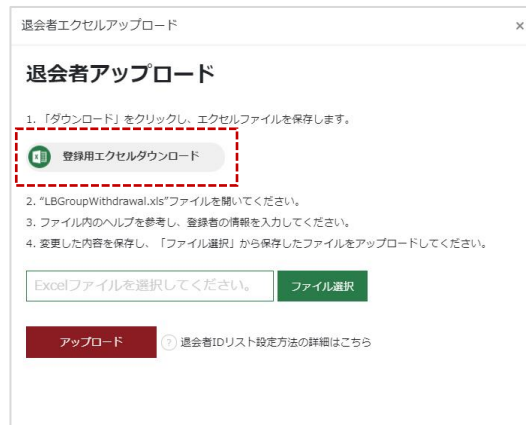 退会者エクセルアップロード ×
退会者アップロード
1. 「ダウンロード」をクリックし、エクセルファイルを保存します。
登録用エクセルダウンロード
2. “LBGroupWithdrawal.xls”ファイルを開いてください。
3. ファイル内のヘルプを参考し、登録者の情報を入力してください。
4. 変更した内容を保存し、「ファイル選択」から保存したファイルをアップロードしてください。
Excelファイルを選択してください。 ファイル選択
アップロード ? 退会者IDリスト設定方法の詳細はこちら